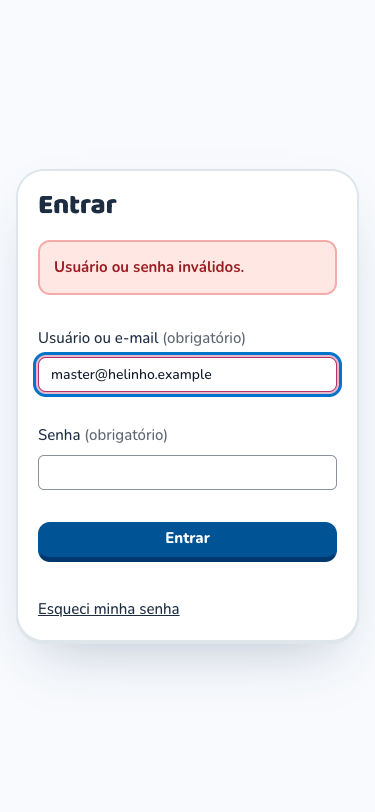 Entrar
Usuário ou senha inválidos.
Usuário ou e-mail (obrigatório)
master@helinho.example
Senha (obrigatório)
Entrar
Esqueci minha senha